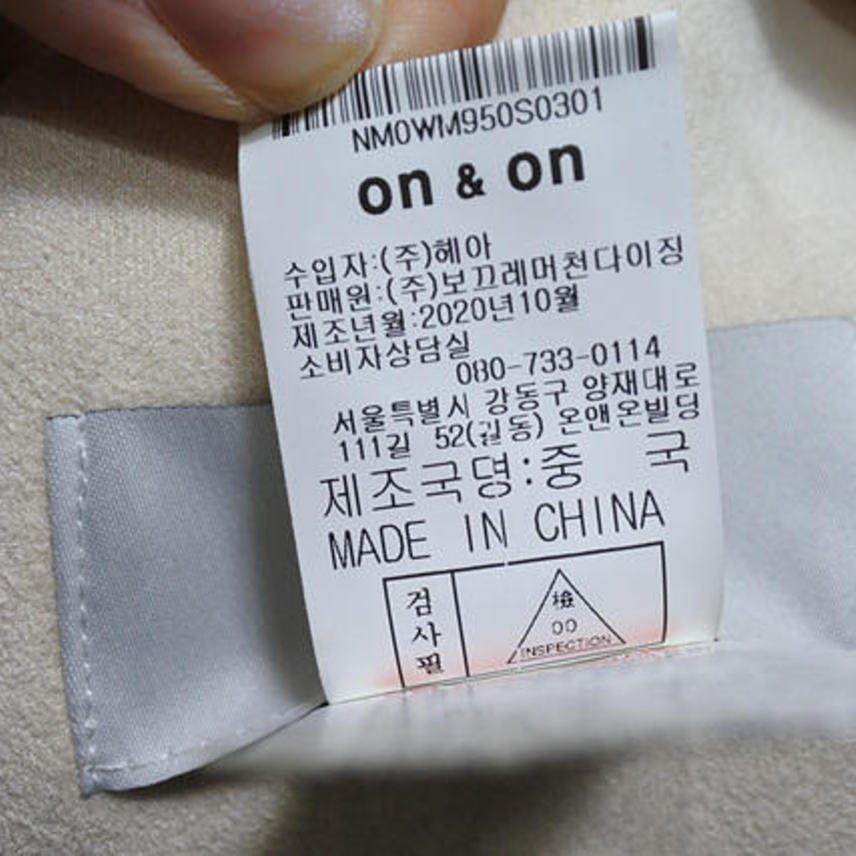 NM0WM950S0301
on & on
수입자:(주)헤아
판매원:(주)보끄레머천다이징
제조년월:2020년10월
소비자상담실
080-733-0114
서울특별시 강동구 양재대로
111길 52(길동) 온앤온빌딩
제조국명:중 국
MADE IN CHINA
검사필
檢
00
INSPECTION